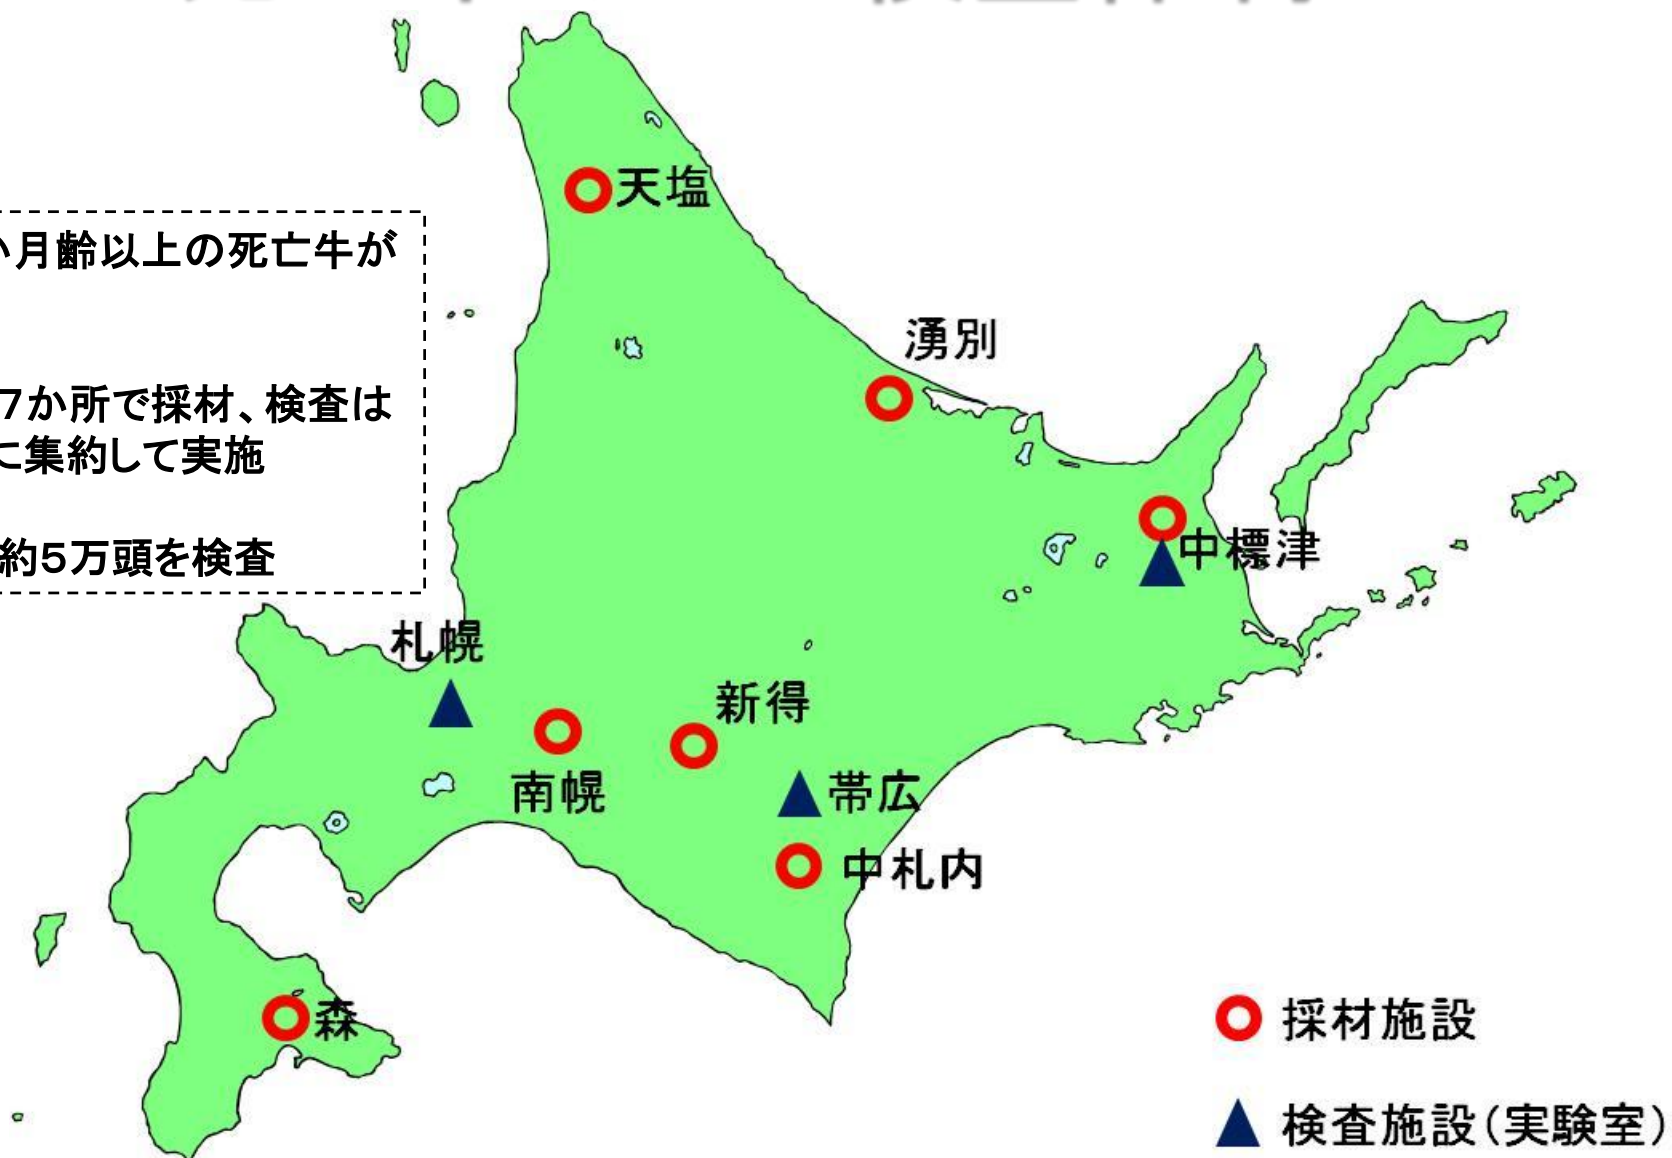 月齢以上の死亡牛が
7か所で採材、検査は
に集約して実施
約5万頭を検査
天塩
湧別
中標津
札幌
新得
南幌
帯広
中札内
森
採材施設
検査施設(実験室)